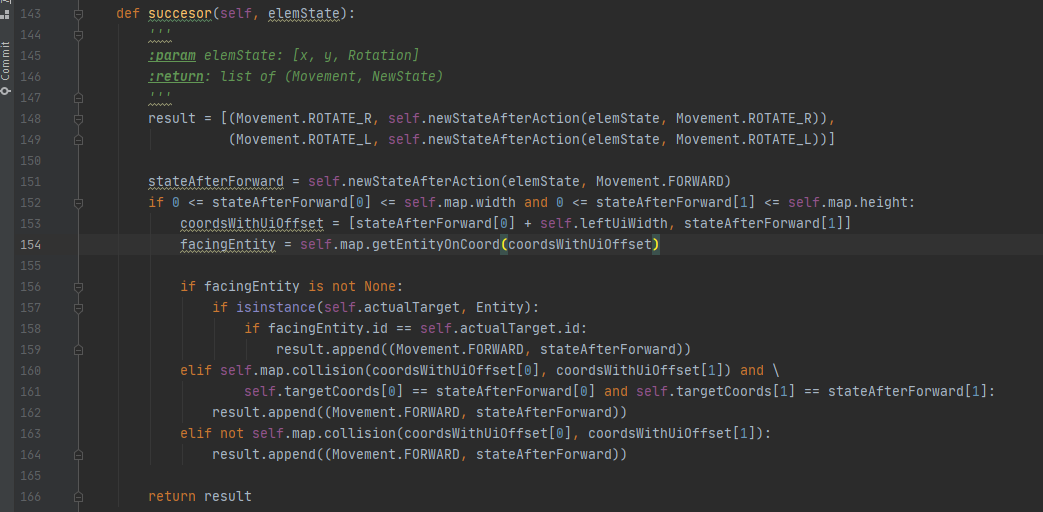 Commit
143 def succesor(self, elemState):
144 '''
145 :param elemState: [x, y, Rotation]
146 :return: list of (Movement, NewState)
147 '''
148 result = [(Movement.ROTATE_R, self.newStateAfterAction(elemState, Movement.ROTATE_R)),
149 (Movement.ROTATE_L, self.newStateAfterAction(elemState, Movement.ROTATE_L))]
150
151 stateAfterForward = self.newStateAfterAction(elemState, Movement.FORWARD)
152 if 0 <= stateAfterForward[0] <= self.map.width and 0 <= stateAfterForward[1] <= self.map.height:
153 coordsWithUiOffset = [stateAfterForward[0] + self.leftUiWidth, stateAfterForward[1]]
154 facingEntity = self.map.getEntityOnCoord(coordsWithUiOffset)
155
156 if facingEntity is not None:
157 if isinstance(self.actualTarget, Entity):
158 if facingEntity.id == self.actualTarget.id:
159 result.append((Movement.FORWARD, stateAfterForward))
160 elif self.map.collision(coordsWithUiOffset[0], coordsWithUiOffset[1]) and \
161 self.targetCoords[0] == stateAfterForward[0] and self.targetCoords[1] == stateAfterForward[1]:
162 result.append((Movement.FORWARD, stateAfterForward))
163 elif not self.map.collision(coordsWithUiOffset[0], coordsWithUiOffset[1]):
164 result.append((Movement.FORWARD, stateAfterForward))
165
166 return result